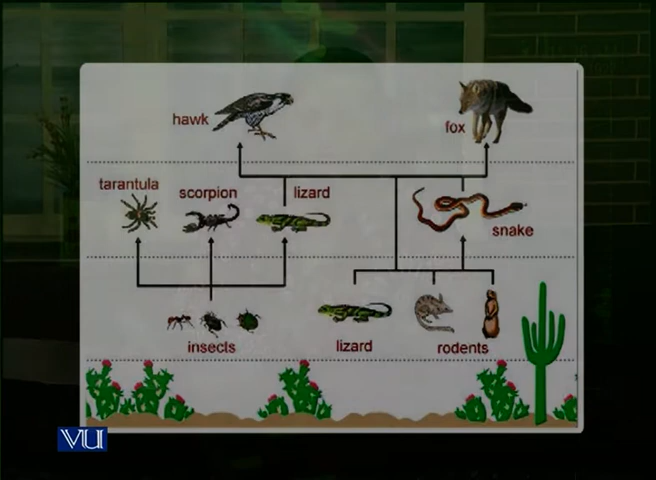 hawk
fox
tarantula
scorpion
lizard
snake
insects
lizard
rodents
VU